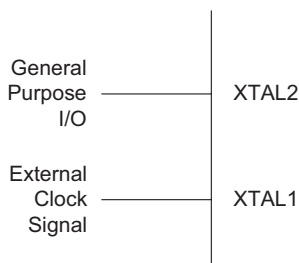 General
Purpose
I/O
XTAL2
External
Clock
Signal
XTAL1